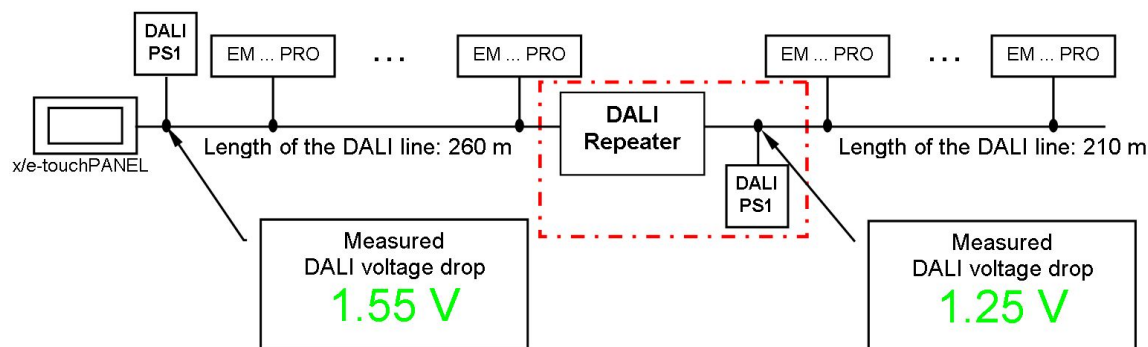 DALI
PS1
EM ... PRO
...
EM ... PRO
EM ... PRO
...
EM ... PRO
DALI
Repeater
x/e-touchPANEL
Length of the DALI line: 260 m
Length of the DALI line: 210 m
DALI
PS1
Measured
DALI voltage drop
1.55 V
Measured
DALI voltage drop
1.25 V